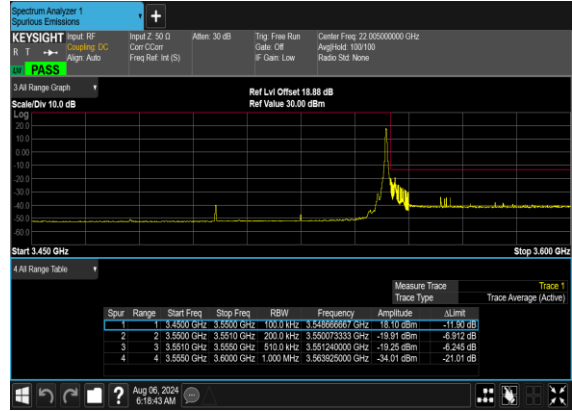 Spectrum Analyzer 1
Spurious Emissions
KEYSIGHT Input: RF Input Z: 50 Ω Atten: 30 dB Trig: Free Run Center Freq: 22.005000000 GHz
R T Coupling: DC Corr CCorr Gate: Off Avg|Hold: 100/100
Align: Auto Freq Ref: Int (S) IF Gain: Low Radio Std: None
PASS
3 All Range Graph
Ref Lvl Offset 18.88 dB
Scale/Div 10.0 dB Ref Value 30.00 dBm
Log
20.0
10.0
0.00
-10.0
-20.0
-30.0
-40.0
-50.0
-60.0
Start 3.450 GHz Stop 3.600 GHz
4 All Range Table
Measure Trace Trace 1
Trace Type Trace Average (Active)
Spur Range Start Freq Stop Freq RBW Frequency Amplitude ΔLimit
1 1 3.4500 GHz 3.5500 GHz 100.0 kHz 3.548666667 GHz 18.10 dBm -11.90 dB
2 2 3.5500 GHz 3.5510 GHz 200.0 kHz 3.550073333 GHz -19.91 dBm -6.912 dB
3 3 3.5510 GHz 3.5550 GHz 510.0 kHz 3.551240000 GHz -19.25 dBm -6.245 dB
4 4 3.5550 GHz 3.6000 GHz 1.000 MHz 3.563925000 GHz -34.01 dBm -21.01 dB
? Aug 06, 2024
6:18:43 AM